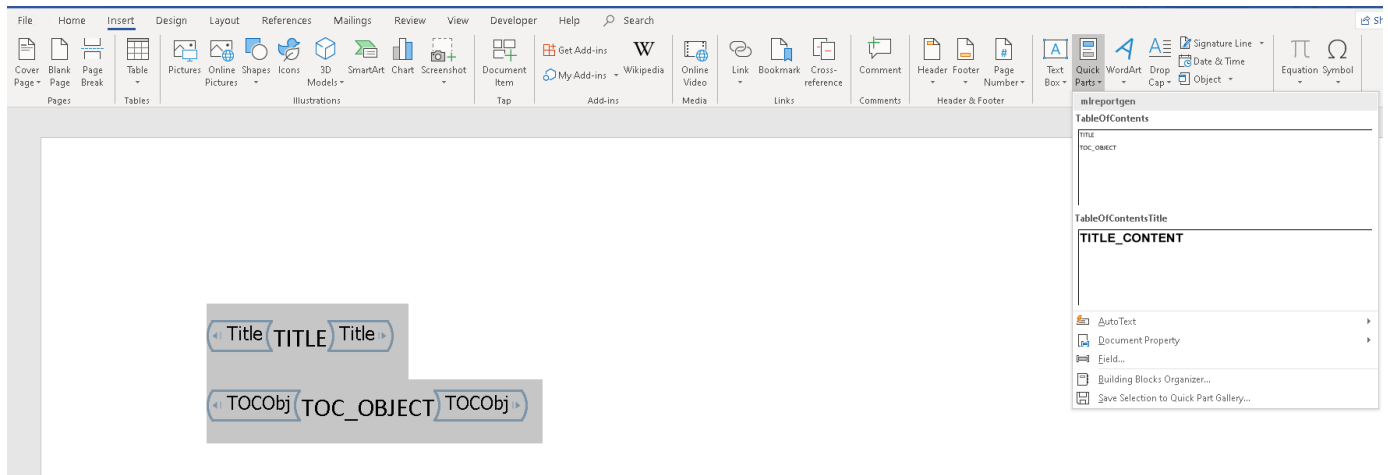 File Home Insert Design Layout References Mailings Review View Developer Help Search
Cover Page Blank Page Page Break Table Pictures Online Pictures Shapes Icons 3D Models SmartArt Chart Screenshot Document Item Get Add-ins My Add-ins W Wikipedia Online Video Link Bookmark Cross-reference Comment Header Footer Page Number Text Box Quick Parts WordArt Drop Cap Signature Line Date & Time Object Equation Symbol
Pages Tables Illustrations Tap Add-ins Media Links Comments Header & Footer
mlreportgen
TableOfContents
TITLE
TOC_OBJECT
TableOfContentsTitle
TITLE_CONTENT
AutoText
Document Property
Field...
Building Blocks Organizer...
Save Selection to Quick Part Gallery...
Title TITLE Title
TOCObj TOC_OBJECT TOCObj